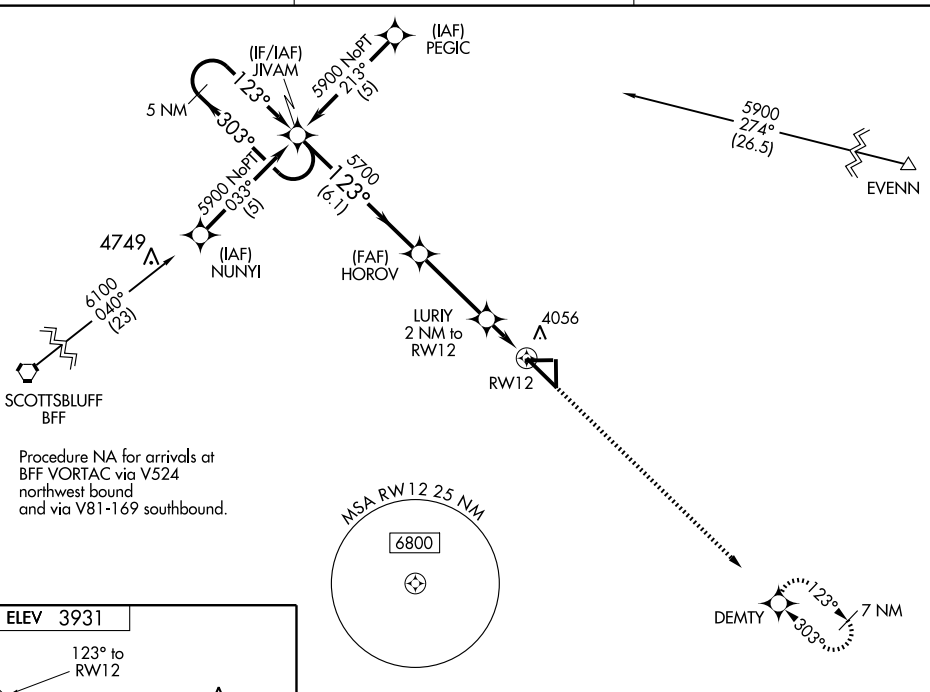 (IAF)
PEGIC
(IF/IAF)
JIVAM
5900 NoPT
213°
(5)
123°
5 NM
303°
5900
274°
(26.5)
EVENN
5700
123°
(6.1)
5900 NoPT
033°
(5)
4749
(IAF)
NUNYI
(FAF)
HOROV
6100
040°
(23)
LURIY
2 NM to
RW12
4056
RW12
SCOTTSBLUFF
BFF
Procedure NA for arrivals at
BFF VORTAC via V524
northwest bound
and via V81-169 southbound.
MSA RW12 25 NM
6800
DEMTY
123°
303°
7 NM
ELEV 3931
123° to
RW12